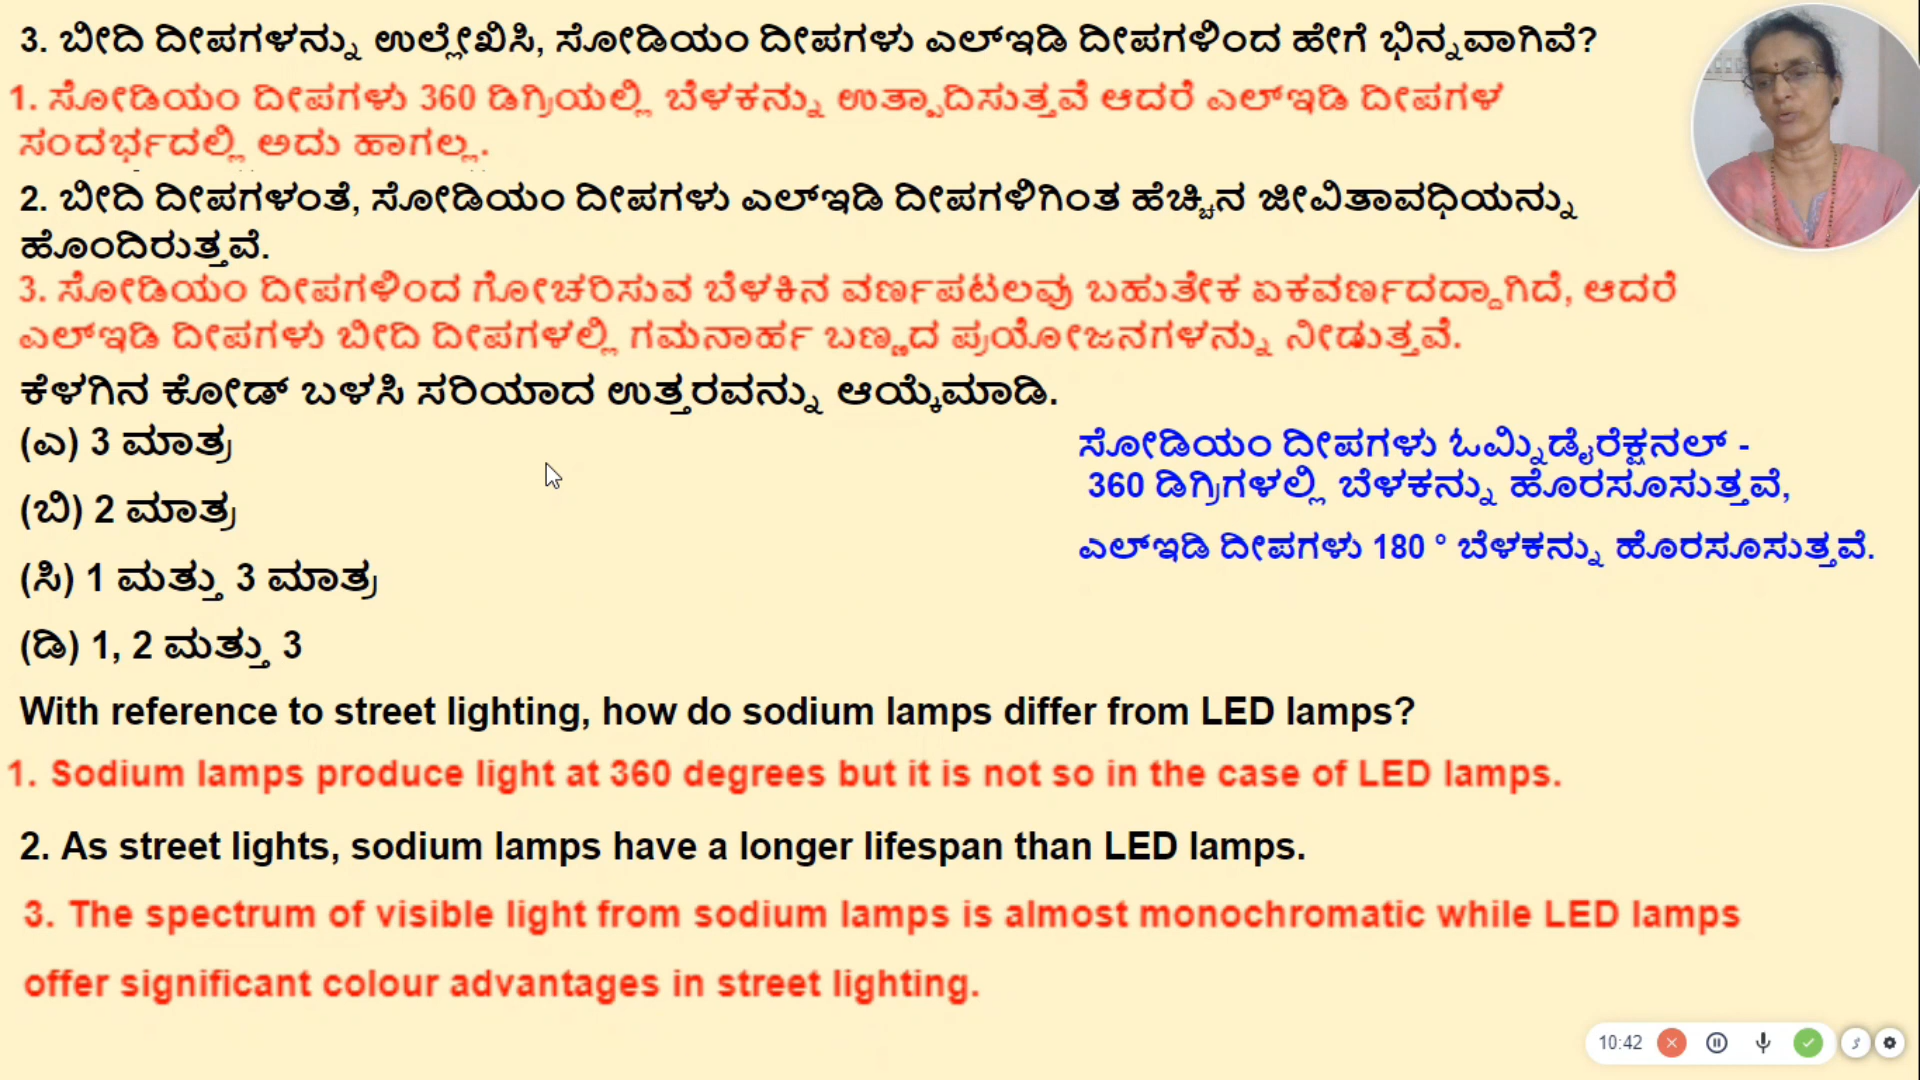 3. ಬೀದಿ ದೀಪಗಳನ್ನು ಉಲ್ಲೇಖಿಸಿ, ಸೋಡಿಯಂ ದೀಪಗಳು ಎಲ್ಇಡಿ ದೀಪಗಳಿಂದ ಹೇಗೆ ಭಿನ್ನವಾಗಿವೆ?
1. ಸೋಡಿಯಂ ದೀಪಗಳು 360 ಡಿಗ್ರಿಯಲ್ಲಿ ಬೆಳಕನ್ನು ಉತ್ಪಾದಿಸುತ್ತವೆ ಆದರೆ ಎಲ್ಇಡಿ ದೀಪಗಳ
ಸಂದರ್ಭದಲ್ಲಿ ಅದು ಹಾಗಲ್ಲ.
2. ಬೀದಿ ದೀಪಗಳಂತೆ, ಸೋಡಿಯಂ ದೀಪಗಳು ಎಲ್ಇಡಿ ದೀಪಗಳಿಗಿಂತ ಹೆಚ್ಚಿನ ಜೀವಿತಾವಧಿಯನ್ನು
ಹೊಂದಿರುತ್ತವೆ.
3. ಸೋಡಿಯಂ ದೀಪಗಳಿಂದ ಗೋಚರಿಸುವ ಬೆಳಕಿನ ವರ್ಣಪಟಲವು ಬಹುತೇಕ ಏಕವರ್ಣದದ್ದಾಗಿದೆ, ಆದರೆ
ಎಲ್ಇಡಿ ದೀಪಗಳು ಬೀದಿ ದೀಪಗಳಲ್ಲಿ ಗಮನಾರ್ಹ ಬಣ್ಣದ ಪ್ರಯೋಜನಗಳನ್ನು ನೀಡುತ್ತವೆ.
ಕೆಳಗಿನ ಕೋಡ್ ಬಳಸಿ ಸರಿಯಾದ ಉತ್ತರವನ್ನು ಆಯ್ಕೆಮಾಡಿ.
(ಎ) 3 ಮಾತ್ರ
(ಬಿ) 2 ಮಾತ್ರ
(ಸಿ) 1 ಮತ್ತು 3 ಮಾತ್ರ
(ಡಿ) 1, 2 ಮತ್ತು 3
ಸೋಡಿಯಂ ದೀಪಗಳು ಓಮ್ನಿಡೈರೆಕ್ಷನಲ್ -
360 ಡಿಗ್ರಿಗಳಲ್ಲಿ ಬೆಳಕನ್ನು ಹೊರಸೂಸುತ್ತವೆ,
ಎಲ್ಇಡಿ ದೀಪಗಳು 180 ° ಬೆಳಕನ್ನು ಹೊರಸೂಸುತ್ತವೆ.
With reference to street lighting, how do sodium lamps differ from LED lamps?
1. Sodium lamps produce light at 360 degrees but it is not so in the case of LED lamps.
2. As street lights, sodium lamps have a longer lifespan than LED lamps.
3. The spectrum of visible light from sodium lamps is almost monochromatic while LED lamps
offer significant colour advantages in street lighting.
10:42